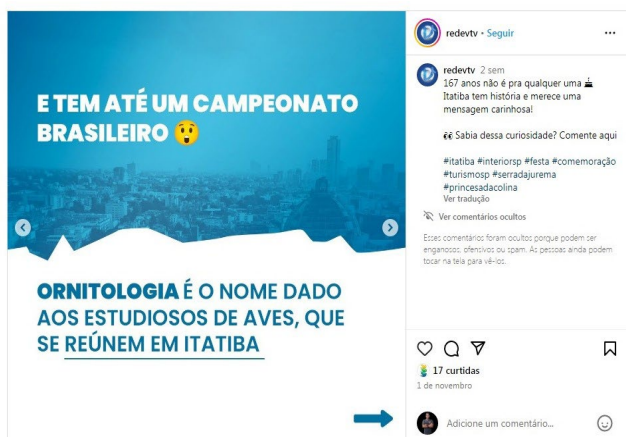 E TEM ATÉ UM CAMPEONATO
BRASILEIRO 😲
ORNITOLOGIA É O NOME DADO
AOS ESTUDIOSOS DE AVES, QUE
SE REÚNEM EM ITATIBA
redevtv • Seguir
redevtv 2 sem
167 anos não é pra qualquer uma 🎂
Itatiba tem história e merece uma
mensagem carinhosa!
👀 Sabia dessa curiosidade? Comente aqui
#itatiba #interiorsp #festa #comemoração
#turismosp #serradajurema
#princesadacolina
Ver tradução
Ver comentários ocultos
Esses comentários foram ocultos porque podem ser
enganosos, ofensivos ou spam. As pessoas ainda podem
tocar na tela para vê-los.
17 curtidas
1 de novembro
Adicione um comentário...